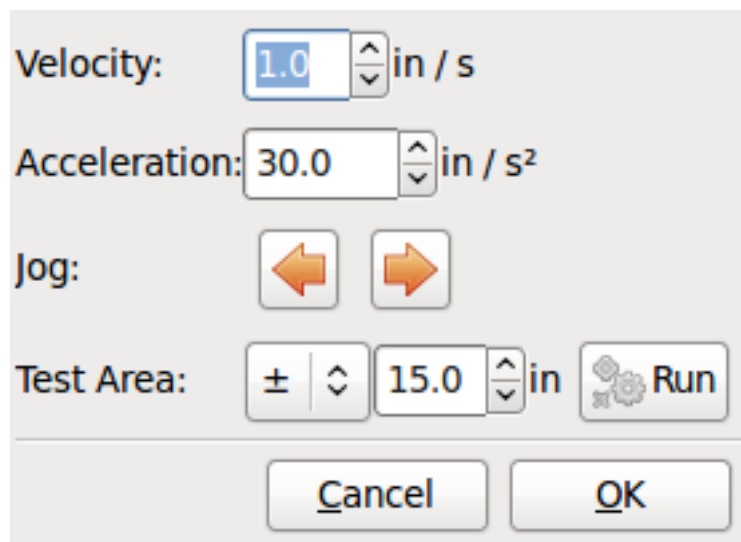 Velocity: 1.0 in / s
Acceleration: 30.0 in / s²
Jog:
Test Area: ± 15.0 in Run
Cancel OK